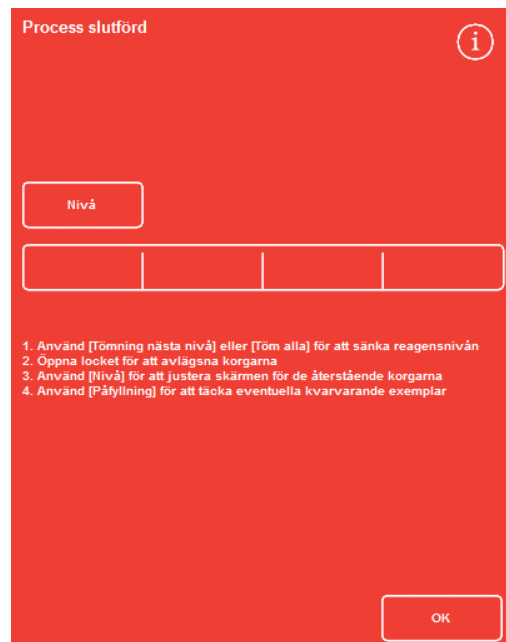 Process slutförd
i
Nivå
1. Använd [Tömning nästa nivå] eller [Töm alla] för att sänka reagensnivån
2. Öppna locket för att avlägsna korgarna
3. Använd [Nivå] för att justera skärmen för de återstående korgarna
4. Använd [Påfyllning] för att täcka eventuella kvarvarande exemplar
OK